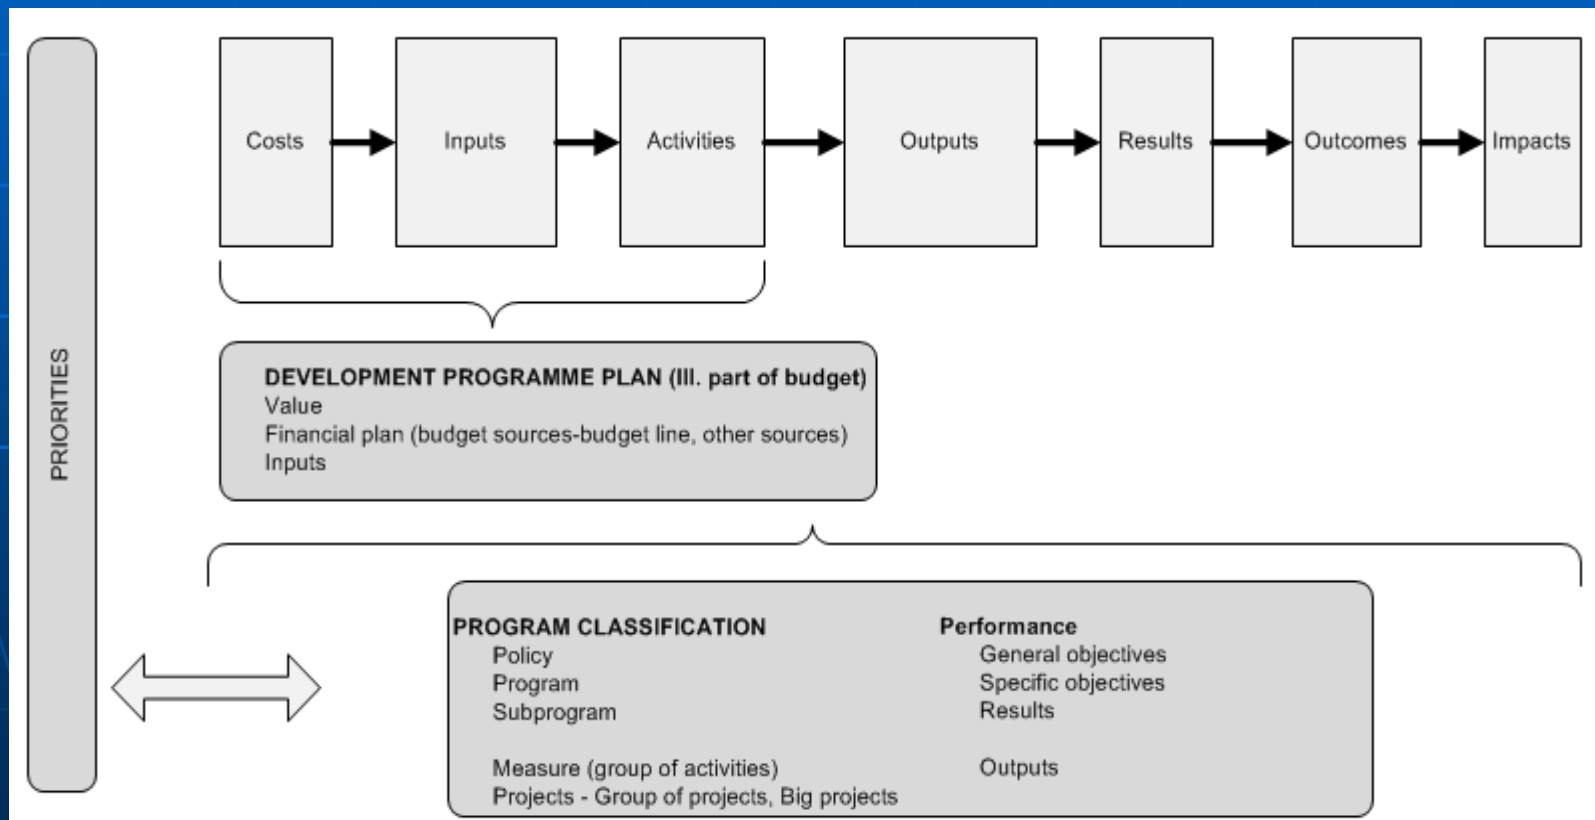 PRIORITIES
Costs
Inputs
Activities
Outputs
Results
Outcomes
Impacts
DEVELOPMENT PROGRAMME PLAN (III. part of budget)
Value
Financial plan (budget sources-budget line, other sources)
Inputs
PROGRAM CLASSIFICATION
Policy
Program
Subprogram
Measure (group of activities)
Projects - Group of projects, Big projects
Performance
General objectives
Specific objectives
Results
Outputs